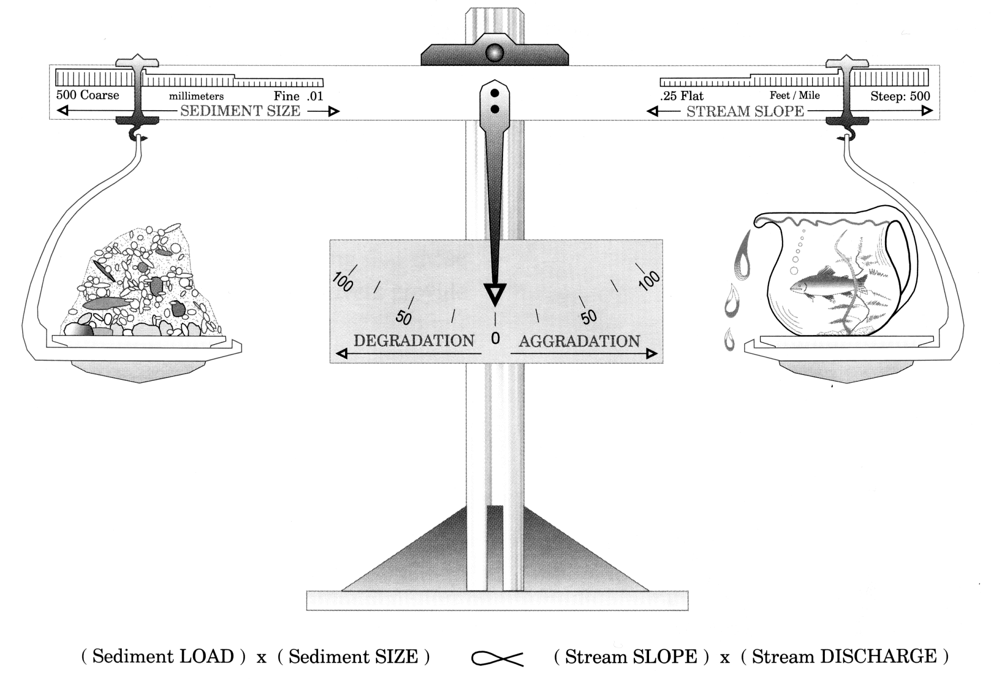 500 Coarse millimeters Fine .01
SEDIMENT SIZE
.25 Flat Feet / Mile Steep: 500
STREAM SLOPE
100 50 0 50 100
DEGRADATION AGGRADATION
( Sediment LOAD ) x ( Sediment SIZE ) ∝ ( Stream SLOPE ) x ( Stream DISCHARGE )